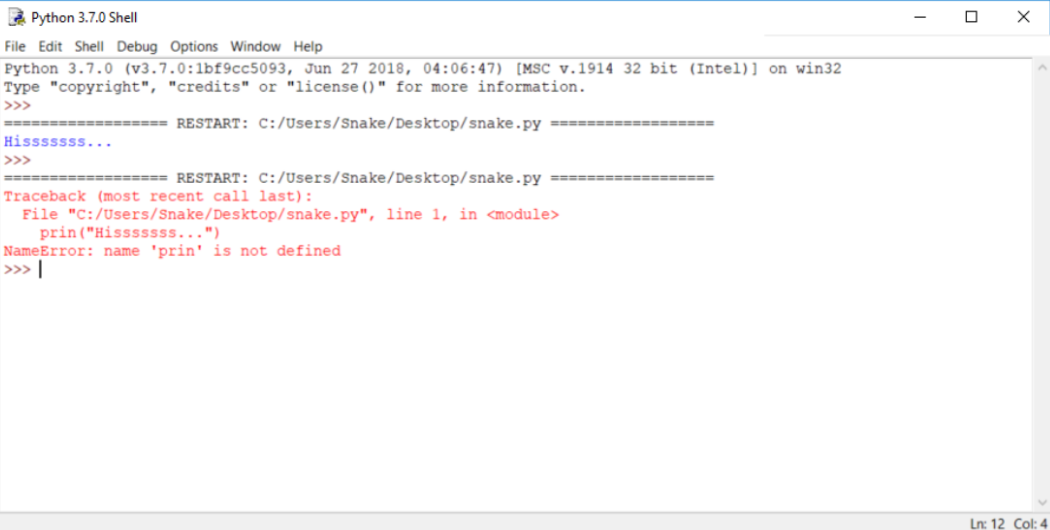 Python 3.7.0 Shell
File Edit Shell Debug Options Window Help
Python 3.7.0 (v3.7.0:1bf9cc5093, Jun 27 2018, 04:06:47) [MSC v.1914 32 bit (Intel)] on win32
Type "copyright", "credits" or "license()" for more information.
>>>
================== RESTART: C:/Users/Snake/Desktop/snake.py ==================
Hisssssss...
>>>
================== RESTART: C:/Users/Snake/Desktop/snake.py ==================
Traceback (most recent call last):
  File "C:/Users/Snake/Desktop/snake.py", line 1, in <module>
    prin("Hisssssss...")
NameError: name 'prin' is not defined
>>>
Ln: 12 Col: 4